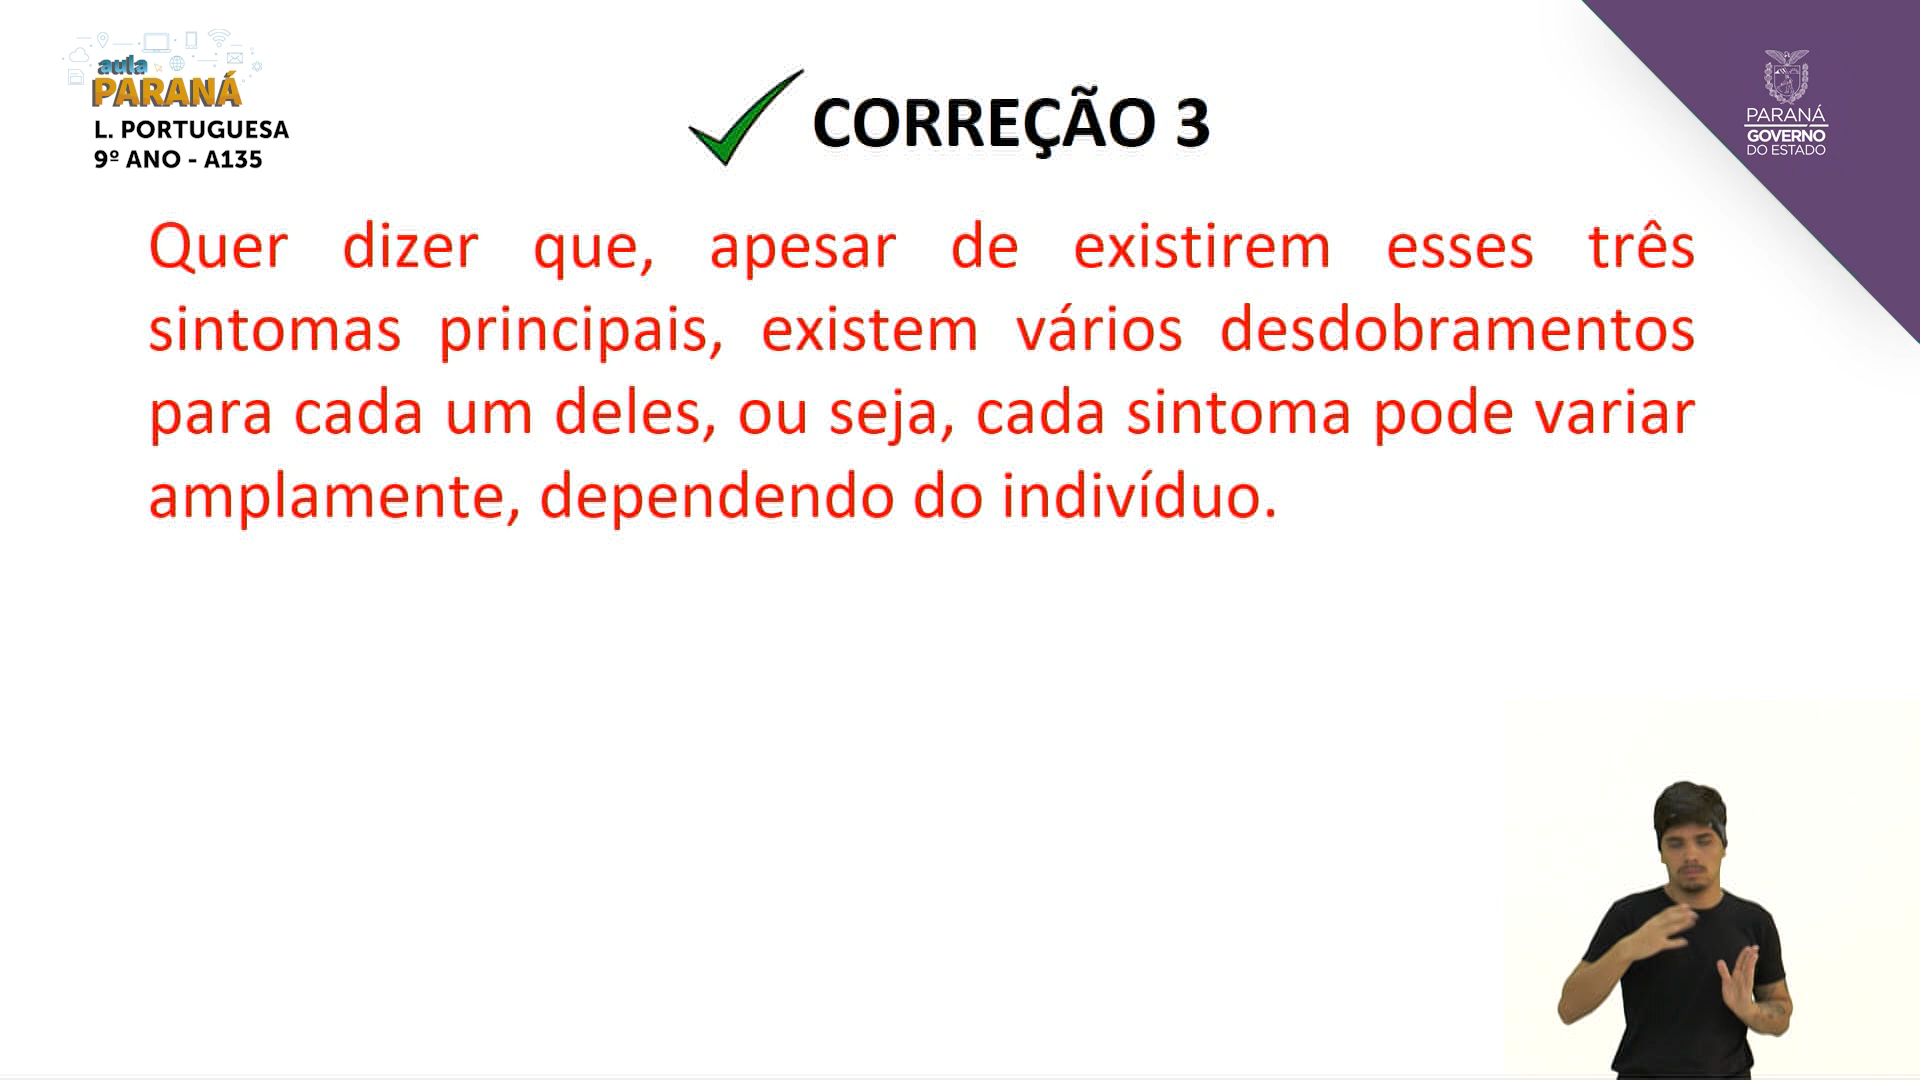 aula
PARANÁ
L. PORTUGUESA
9º ANO - A135
CORREÇÃO 3
PARANÁ
GOVERNO
DO ESTADO
Quer dizer que, apesar de existirem esses três
sintomas principais, existem vários desdobramentos
para cada um deles, ou seja, cada sintoma pode variar
amplamente, dependendo do indivíduo.